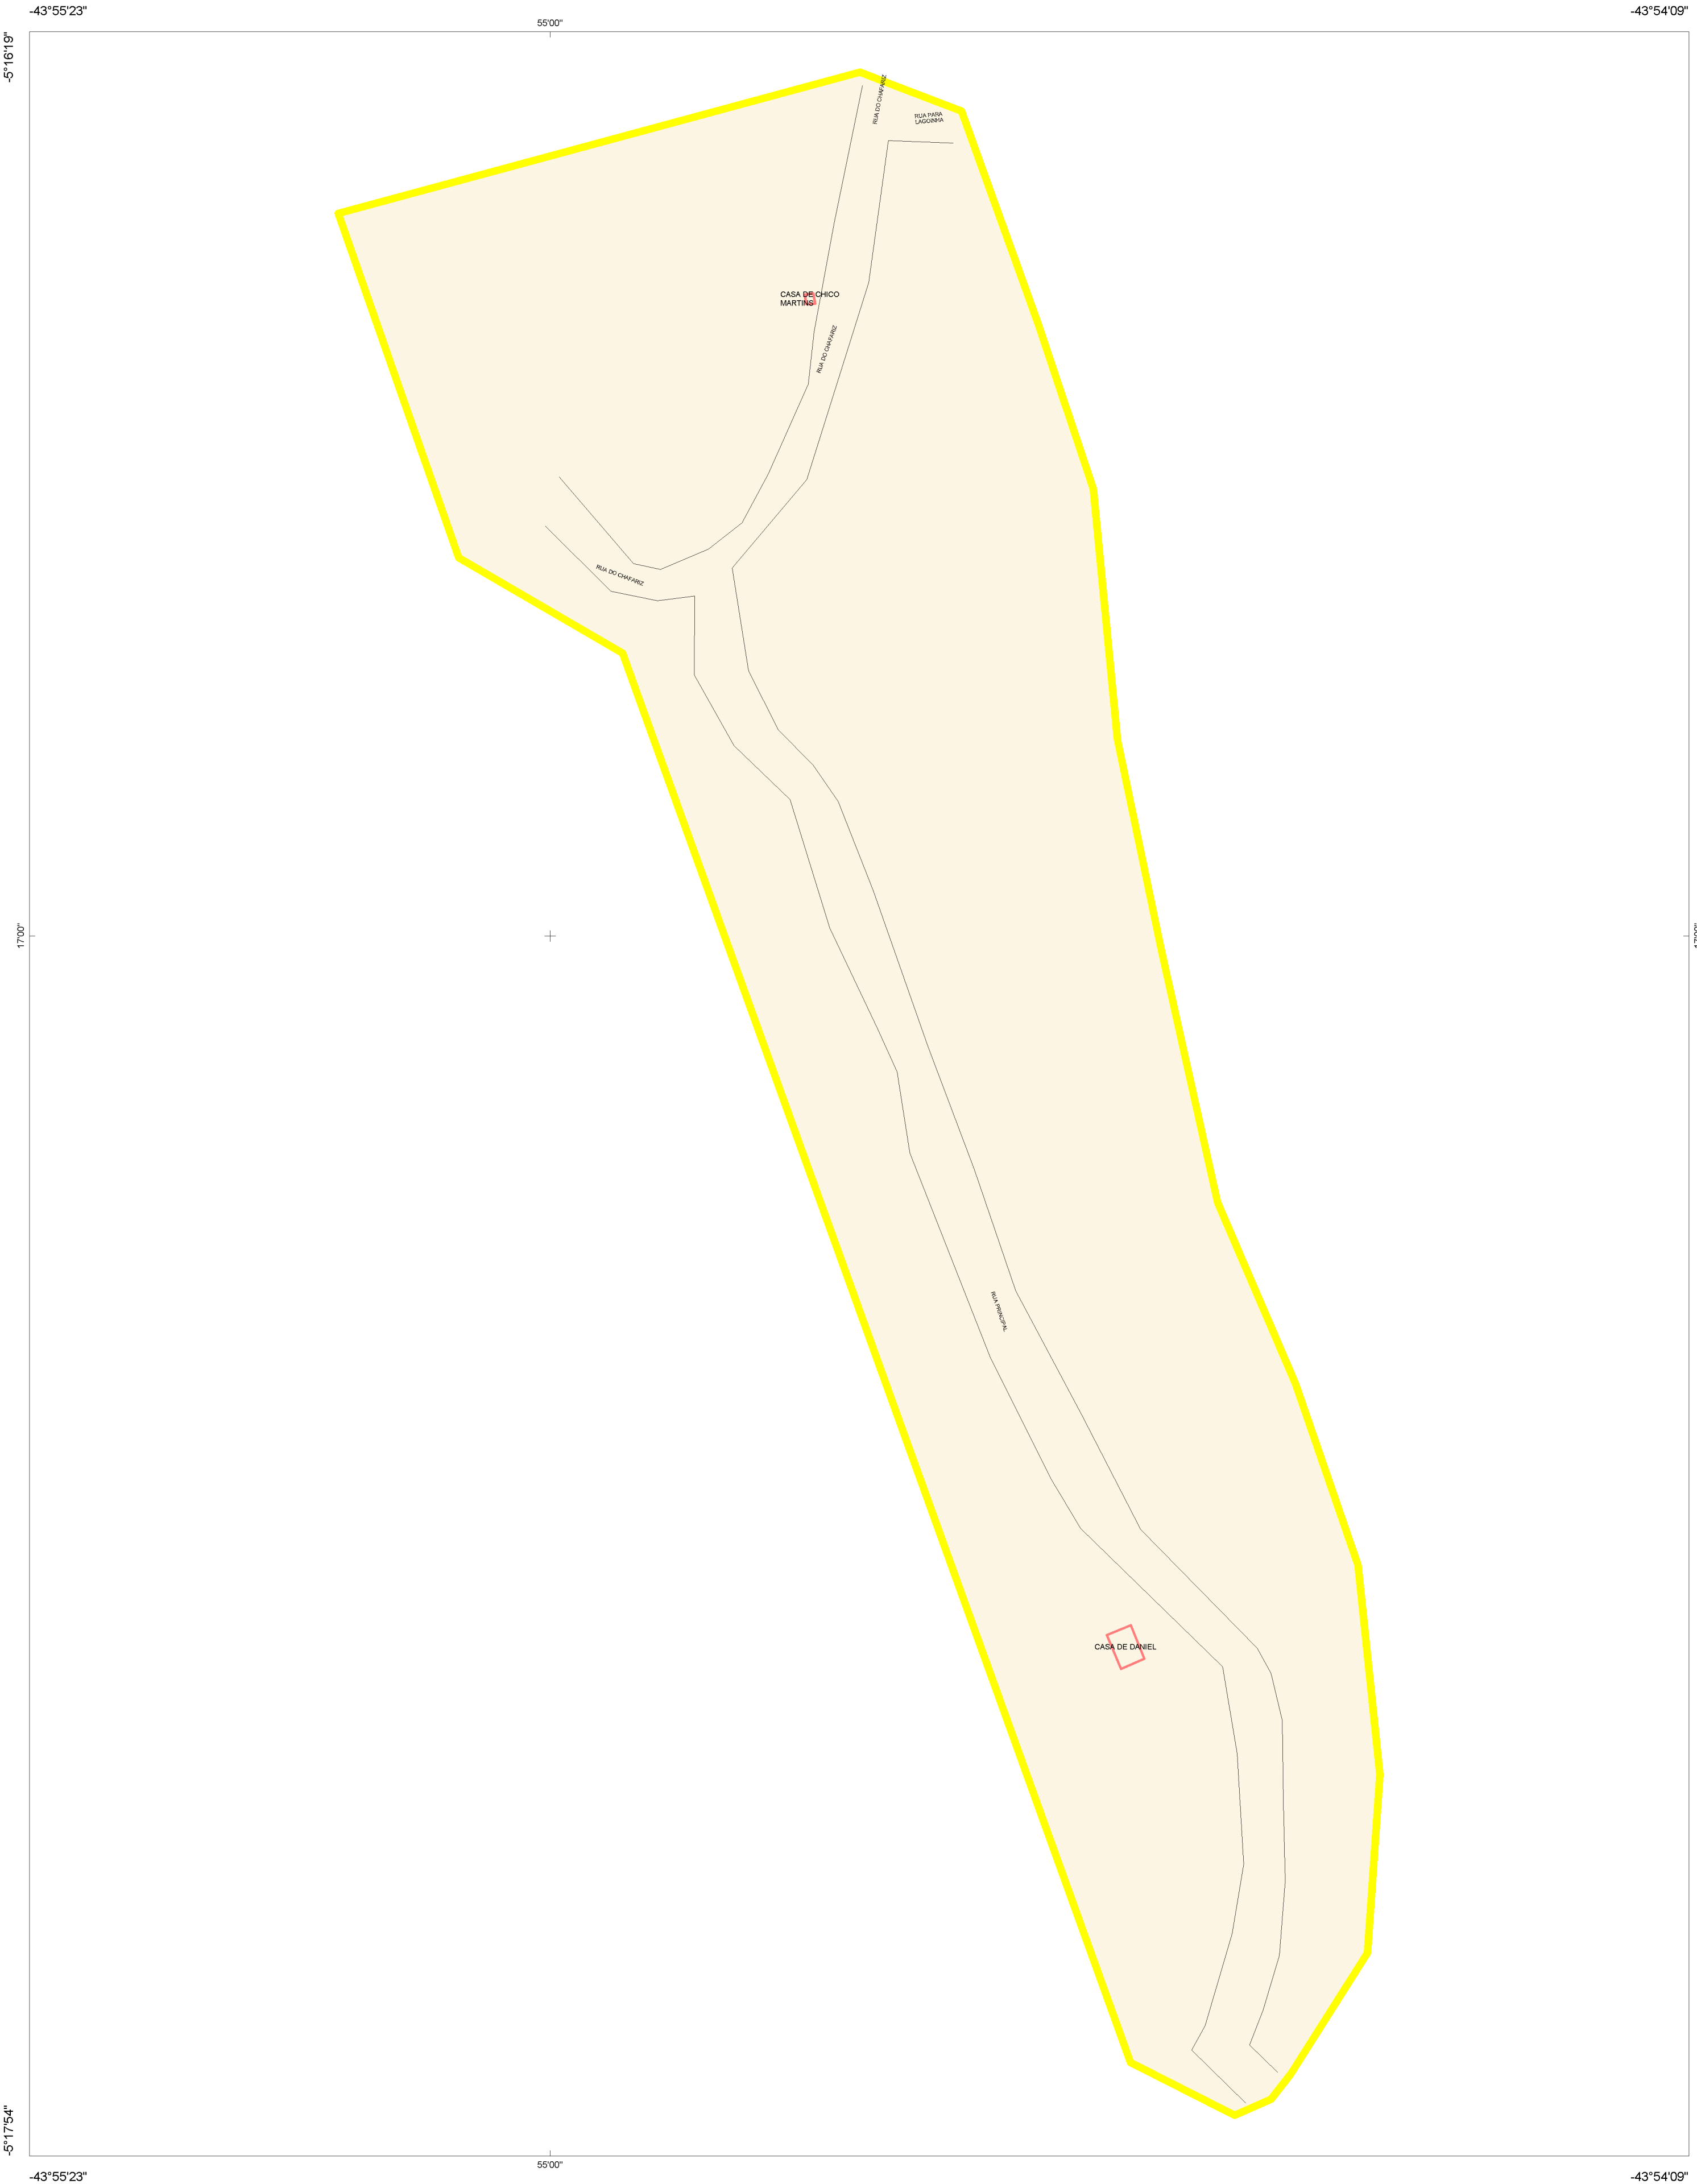 -43°55'23"
55'00"
-43°54'09"
-5°16'19"
RUA DO CHAFARIZ
RUA PARA
LAGOINHA
CASA DE CHICO
MARTINS
RUA DO CHAFARIZ
RUA DO CHAFARIZ
17'00"
17'00"
RUA PRINCIPAL
CASA DE DANIEL
-5°17'54"
-43°55'23"
55'00"
-43°54'09"